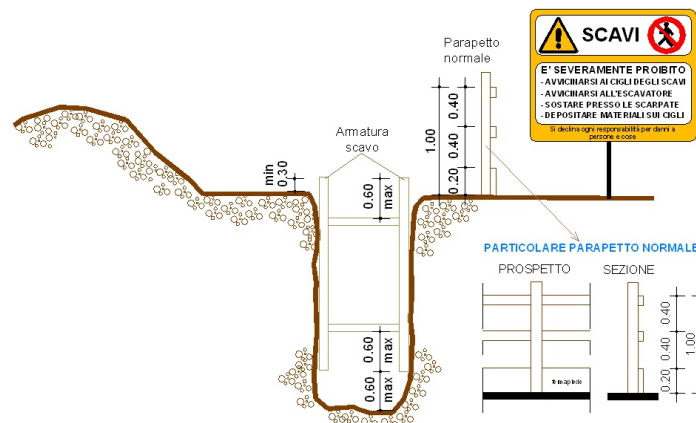 SCAVI
E' SEVERAMENTE PROIBITO
- AVVICINARSI AI CIGLI DEGLI SCAVI
- AVVICINARSI ALL'ESCAVATORE
- SOSTARE PRESSO LE SCARPATE
- DEPOSITARE MATERIALI SUI CIGLI
Si declina ogni responsabilità per danni a
persone e cose
Parapetto
normale
0.40
1.00
0.40
0.20
Armatura
scavo
min
0.30
0.60
max
0.60
max
0.60
max
PARTICOLARE PARAPETTO NORMALE
PROSPETTO
SEZIONE
0.40
0.40
1.00
0.20